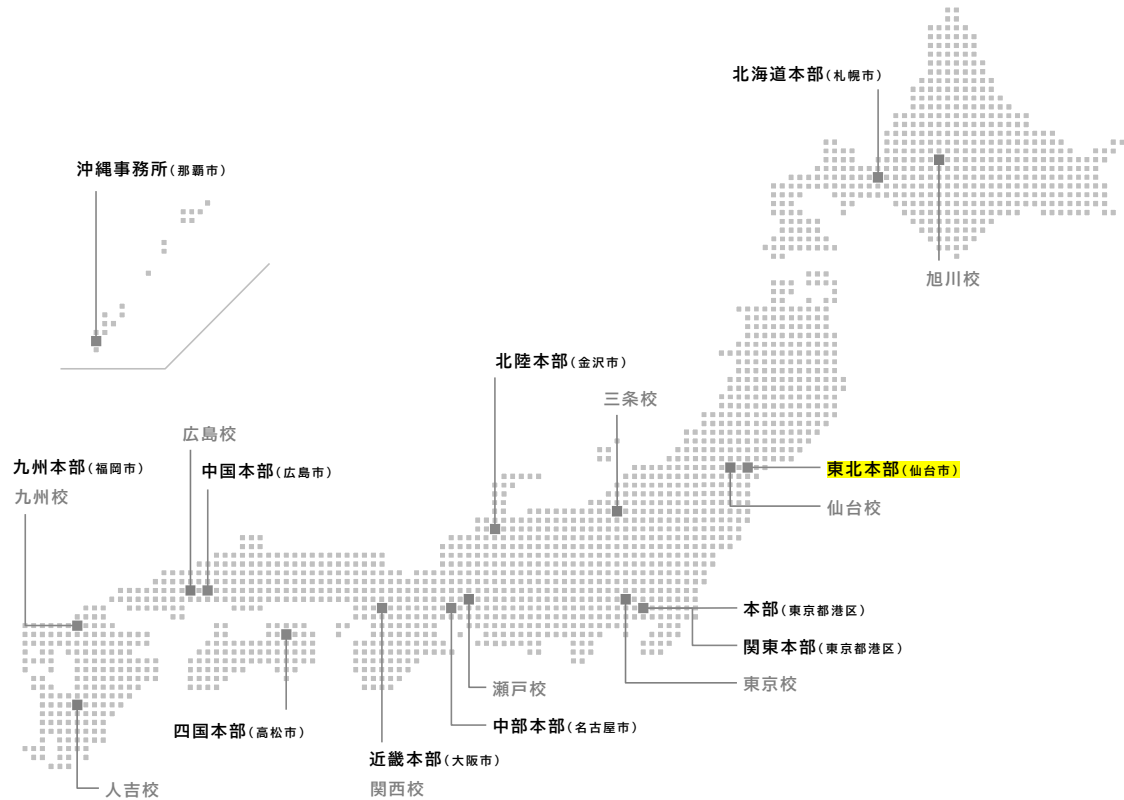 北海道本部(札幌市)
沖縄事務所(那覇市)
旭川校
北陸本部(金沢市)
三条校
広島校
九州本部(福岡市)
九州校
中国本部(広島市)
東北本部(仙台市)
仙台校
本部(東京都港区)
関東本部(東京都港区)
東京校
瀬戸校
中部本部(名古屋市)
四国本部(高松市)
近畿本部(大阪市)
関西校
人吉校